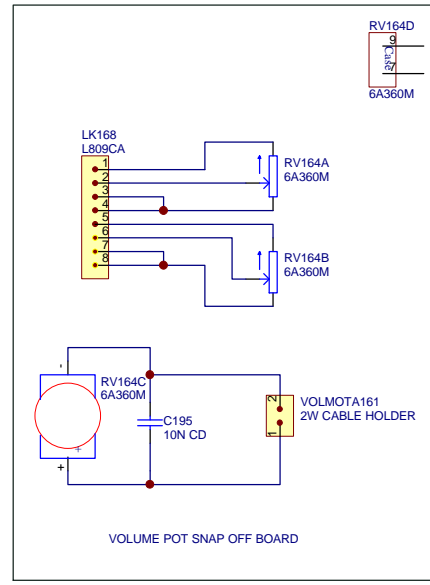 RV164D
9
Case
7
6A360M
LK168
L809CA
1
2
3
4
5
6
7
8
RV164A
6A360M
RV164B
6A360M
-
RV164C
6A360M
+
+
C195
10N CD
2
1
VOLMOTA161
2W CABLE HOLDER
VOLUME POT SNAP OFF BOARD